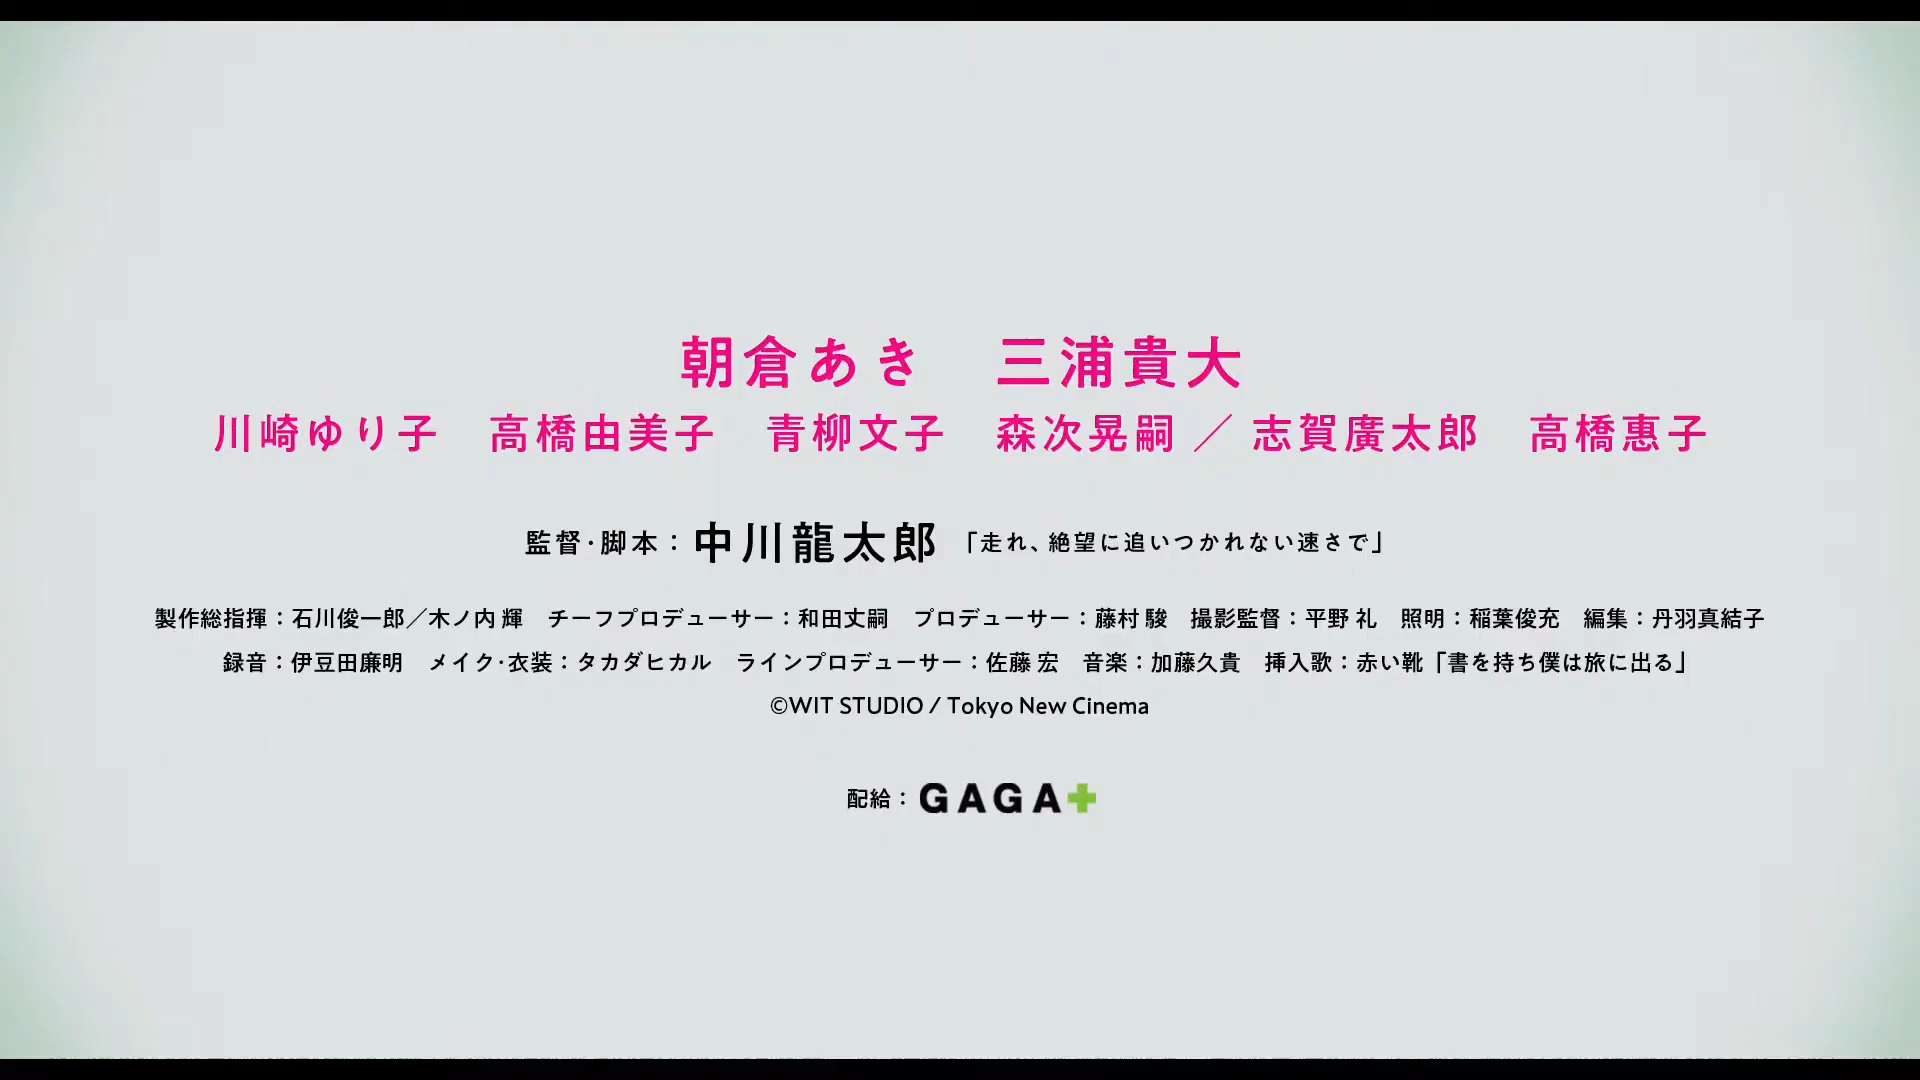 朝倉あき　三浦貴大
川崎ゆり子　高橋由美子　青柳文子　森次晃嗣 ／ 志賀廣太郎　高橋惠子
監督･脚本：中川龍太郎 「走れ、絶望に追いつかれない速さで」
製作総指揮：石川俊一郎／木ノ内 輝　チーフプロデューサー：和田丈嗣　プロデューサー：藤村 駿　撮影監督：平野 礼　照明：稲葉俊充　編集：丹羽真結子
録音：伊豆田廉明　メイク･衣装：タカダヒカル　ラインプロデューサー：佐藤 宏　音楽：加藤久貴　挿入歌：赤い靴「書を持ち僕は旅に出る」
©WIT STUDIO / Tokyo New Cinema
配給：GAGA+